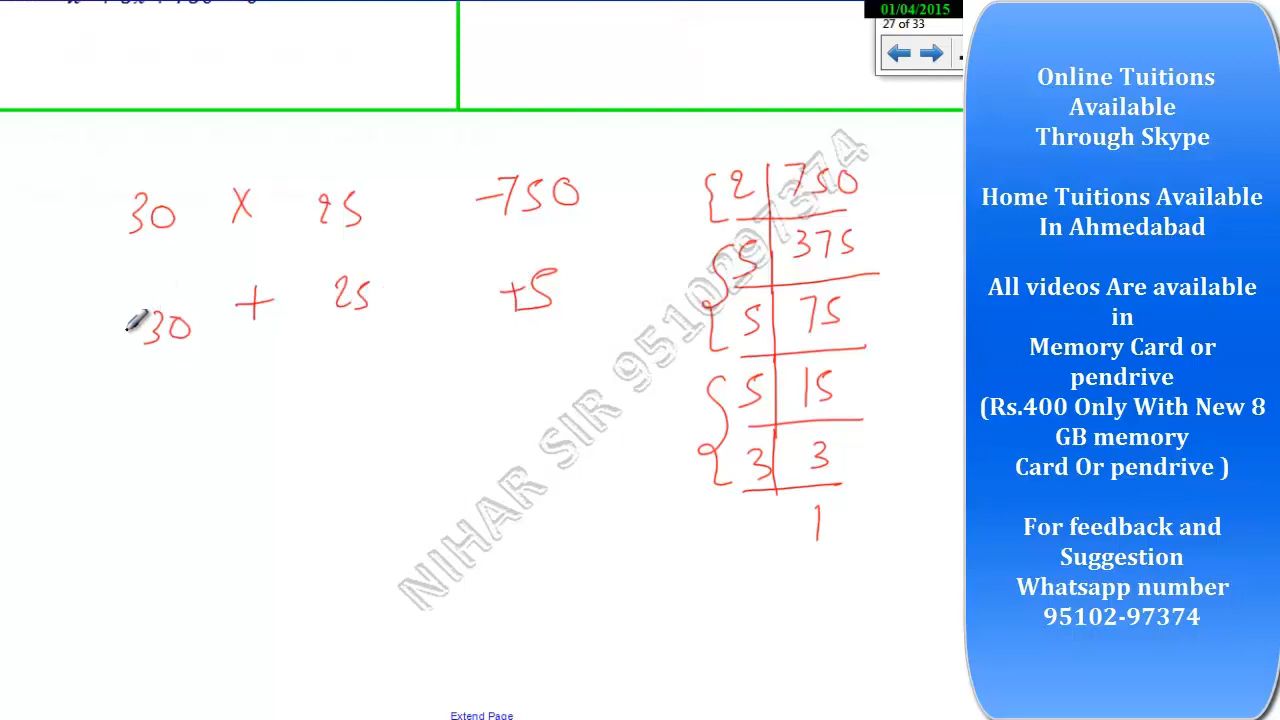 01/04/2015
27 of 33
30 X 25 -750
30 + 25 +5
2 750
5 375
5 75
5 15
3 3
1
NIHAR SIR 9510297374
Extend Page
Online Tuitions
Available
Through Skype
Home Tuitions Available
In Ahmedabad
All videos Are available
in
Memory Card or
pendrive
(Rs.400 Only With New 8
GB memory
Card Or pendrive )
For feedback and
Suggestion
Whatsapp number
95102-97374